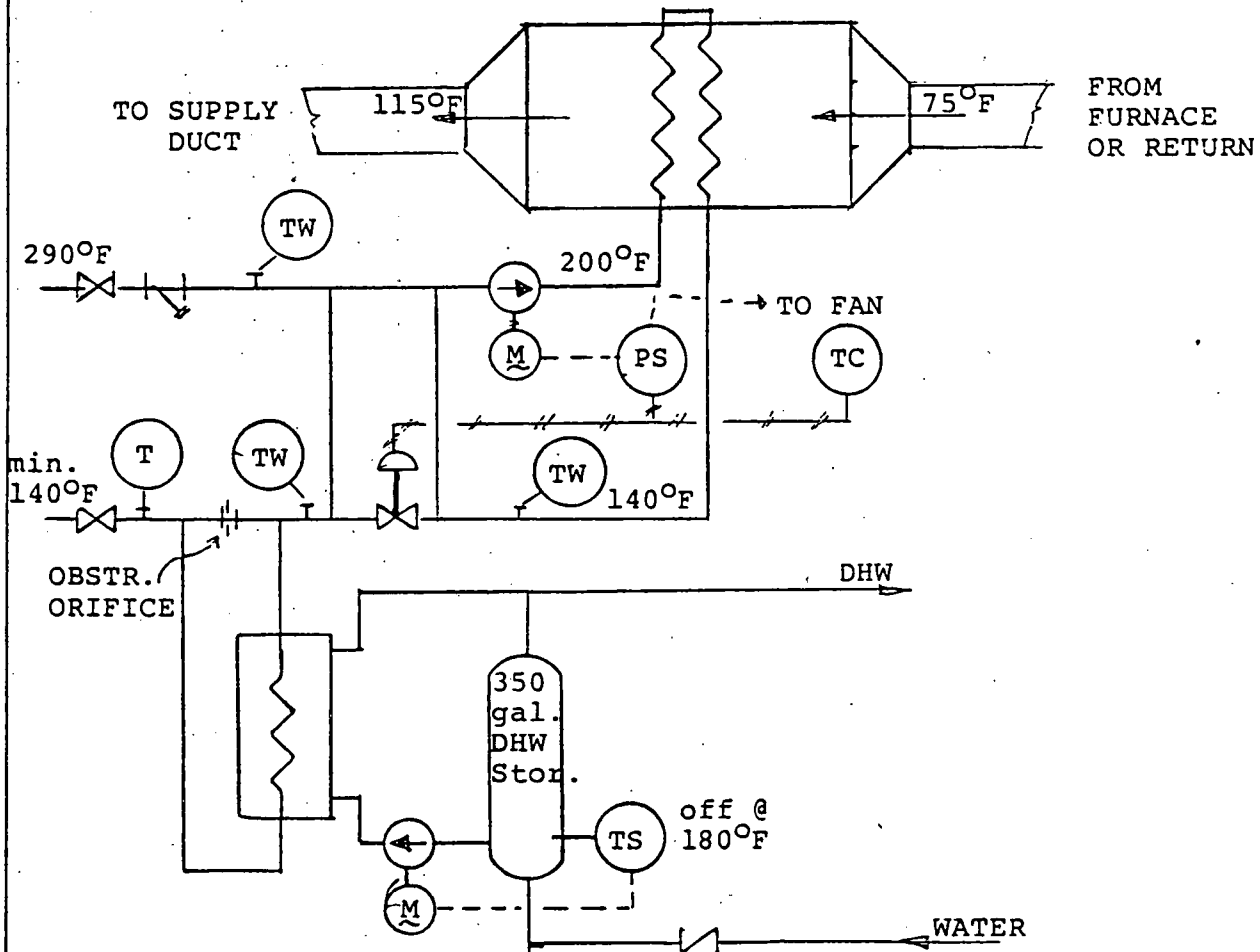 TO SUPPLY
DUCT
115°F
75°F
FROM
FURNACE
OR RETURN
TW
290°F
200°F
TO FAN
M
PS
TC
T
TW
TW
min.
140°F
140°F
OBSTR.
ORIFICE
DHW
350
gal.
DHW
Stor.
TS
off @
180°F
M
WATER